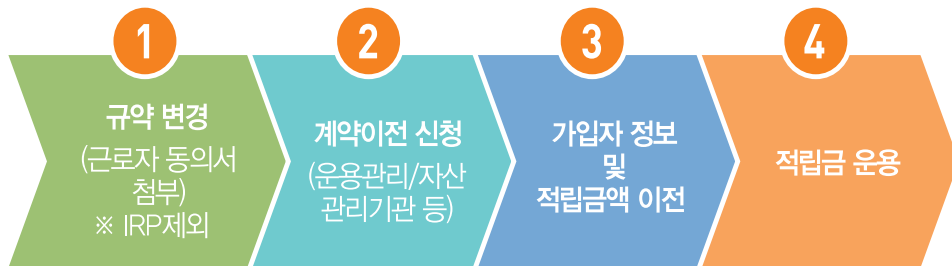 1
규약 변경
(근로자 동의서
첨부)
※ IRP제외
2
계약이전 신청
(운용관리/자산
관리기관 등)
3
가입자 정보
및
적립금액 이전
4
적립금 운용